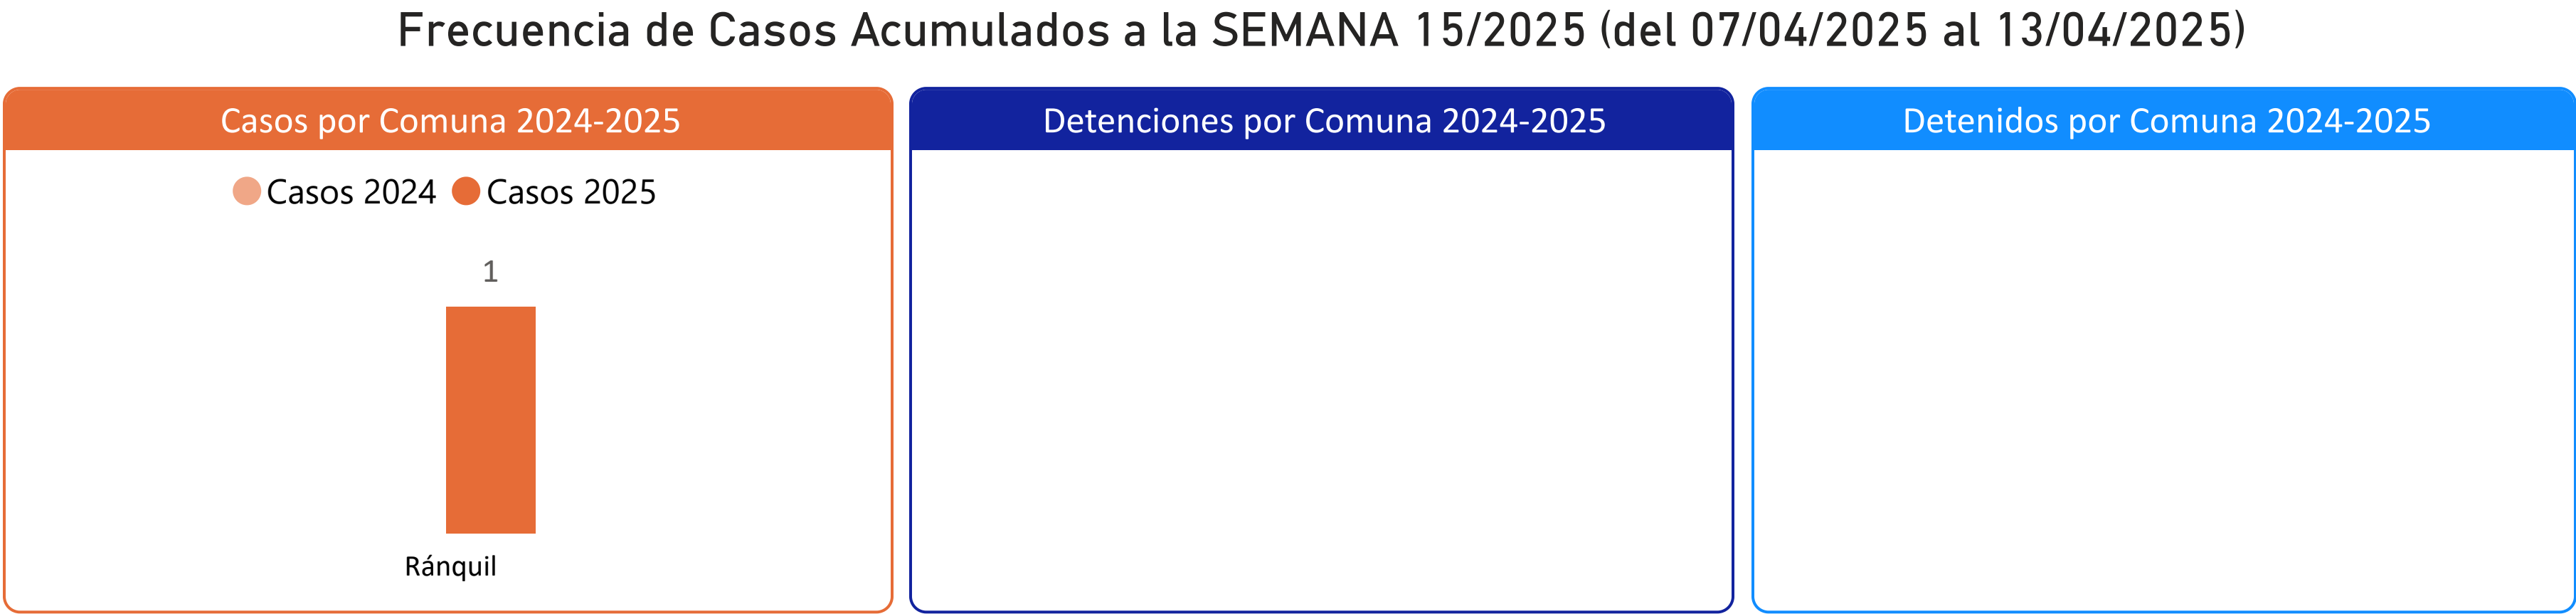 Frecuencia de Casos Acumulados a la SEMANA 15/2025 (del 07/04/2025 al 13/04/2025)
Casos por Comuna 2024-2025
Casos 2024 Casos 2025
1
Ránquil
Detenciones por Comuna 2024-2025
Detenidos por Comuna 2024-2025